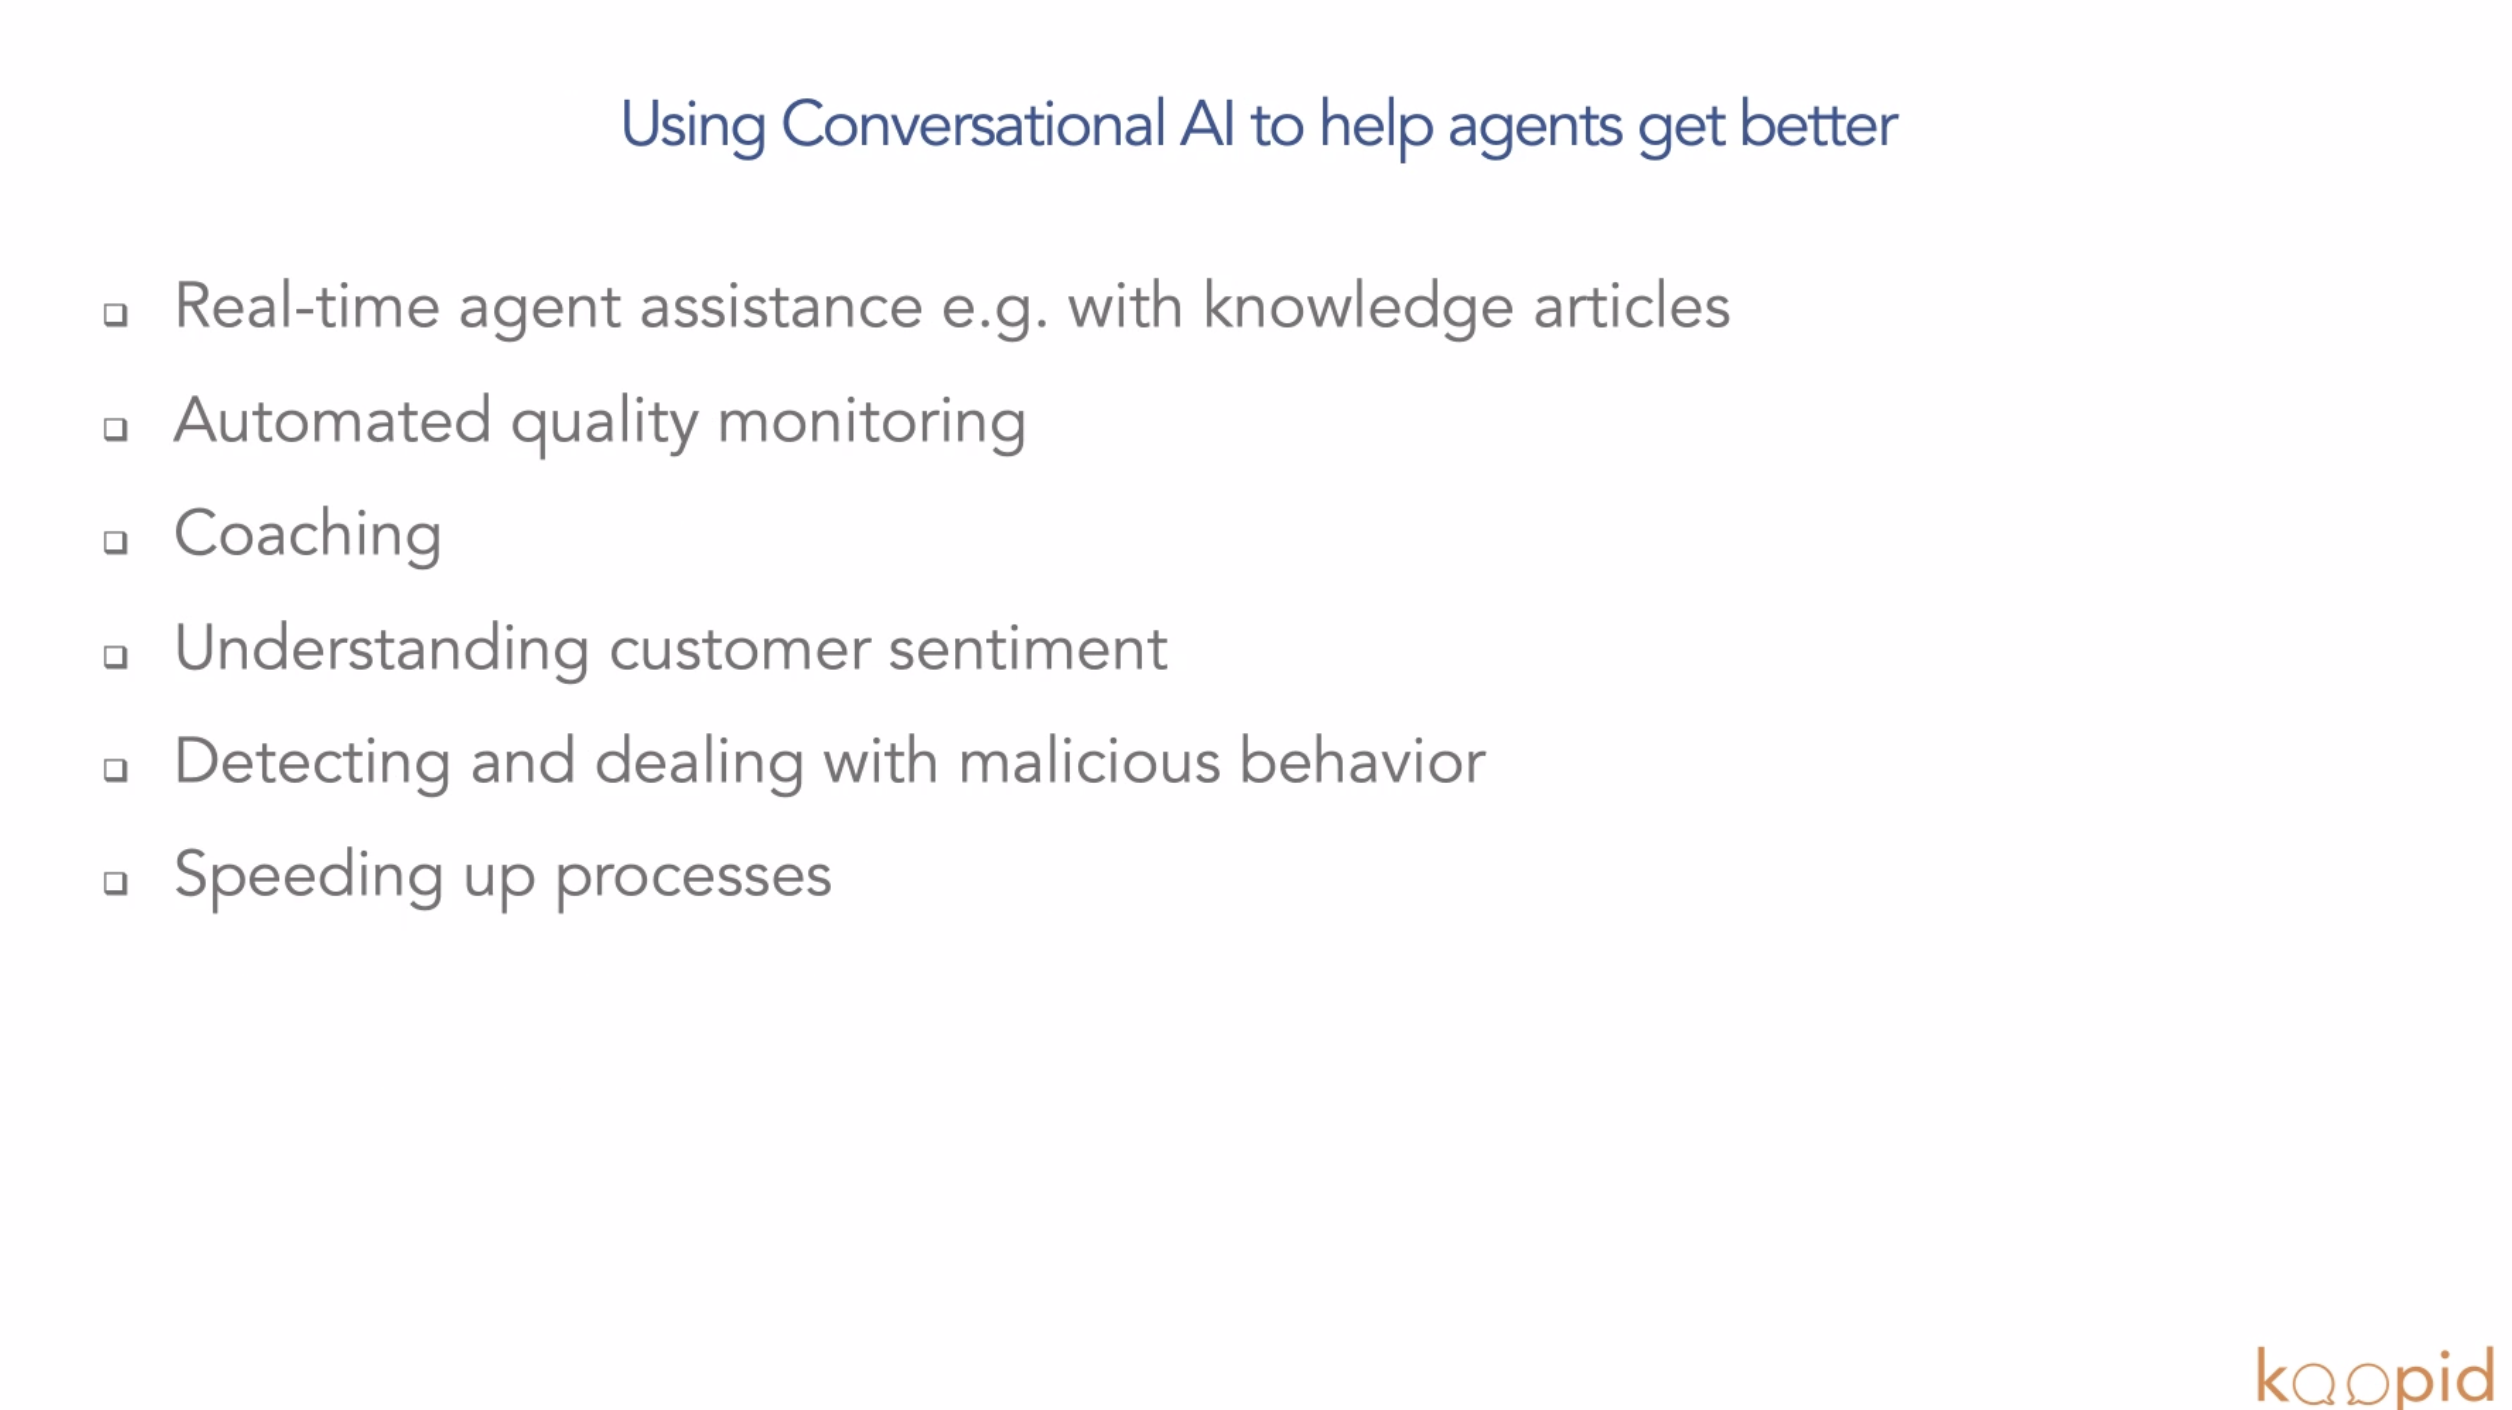 Using Conversational AI to help agents get better
Real-time agent assistance e.g. with knowledge articles
Automated quality monitoring
Coaching
Understanding customer sentiment
Detecting and dealing with malicious behavior
Speeding up processes
koopid